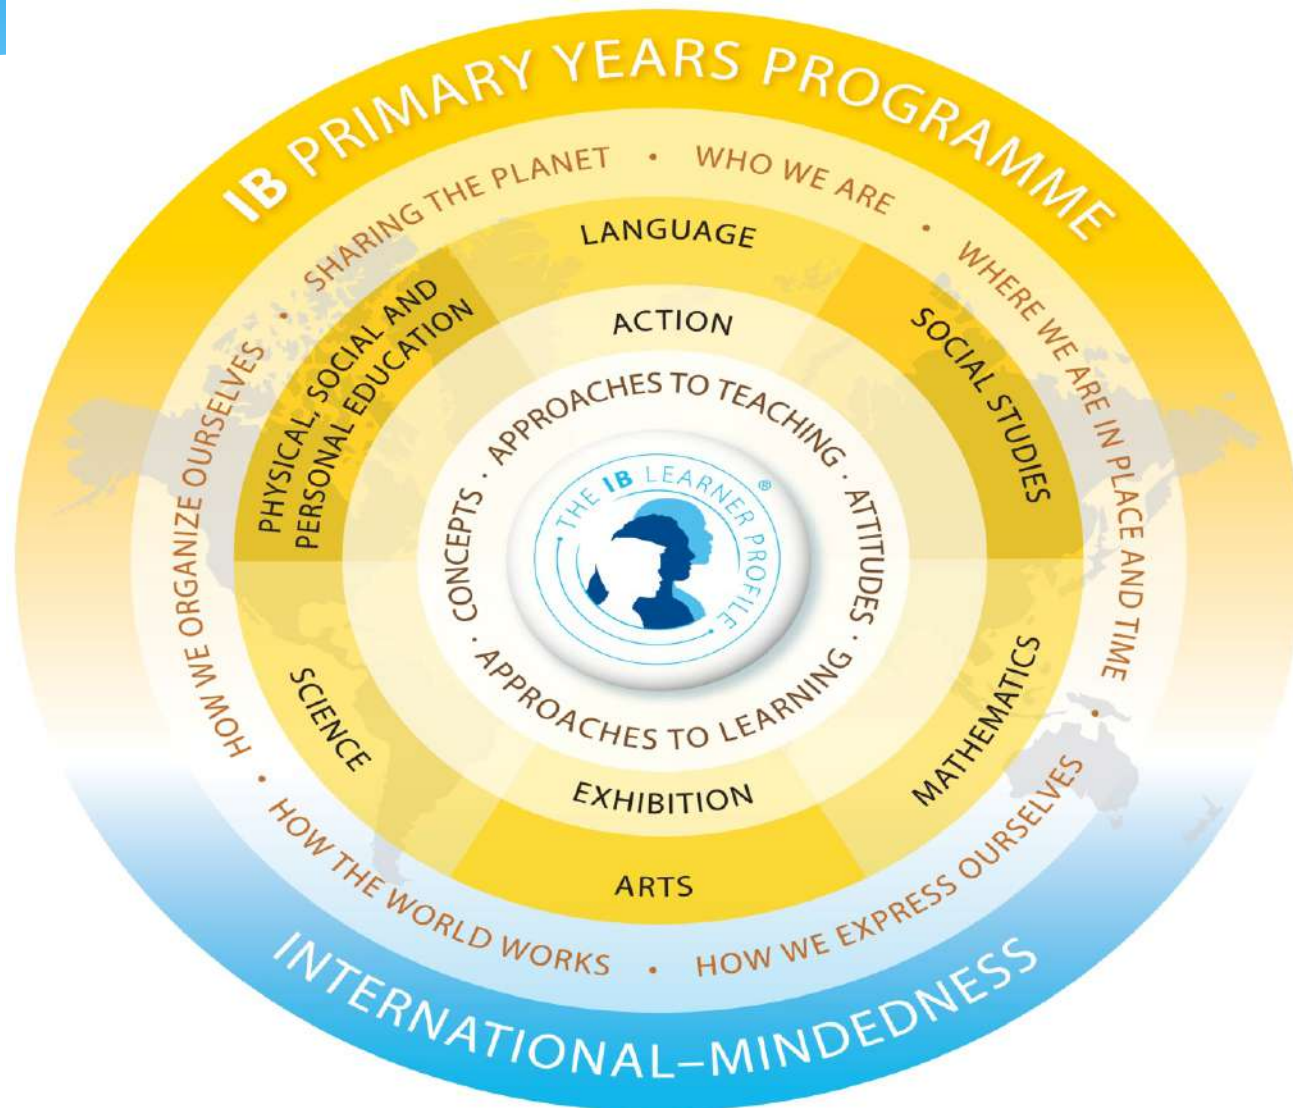 IB PRIMARY YEARS PROGRAMME
SHARING THE PLANET • WHO WE ARE • WHERE WE ARE IN PLACE AND TIME • HOW WE EXPRESS OURSELVES • HOW THE WORLD WORKS • HOW WE ORGANIZE OURSELVES •
LANGUAGE
SOCIAL STUDIES
MATHEMATICS
ARTS
SCIENCE
PHYSICAL, SOCIAL AND
PERSONAL EDUCATION
ACTION
EXHIBITION
APPROACHES TO TEACHING · ATTITUDES · APPROACHES TO LEARNING · CONCEPTS ·
THE IB LEARNER PROFILE ®
INTERNATIONAL–MINDEDNESS